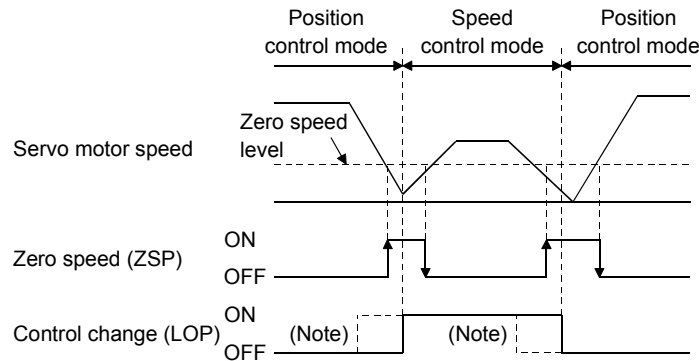 Position control mode
Speed control mode
Position control mode
Zero speed level
Servo motor speed
ON
Zero speed (ZSP)
OFF
ON
Control change (LOP)
(Note)
(Note)
OFF